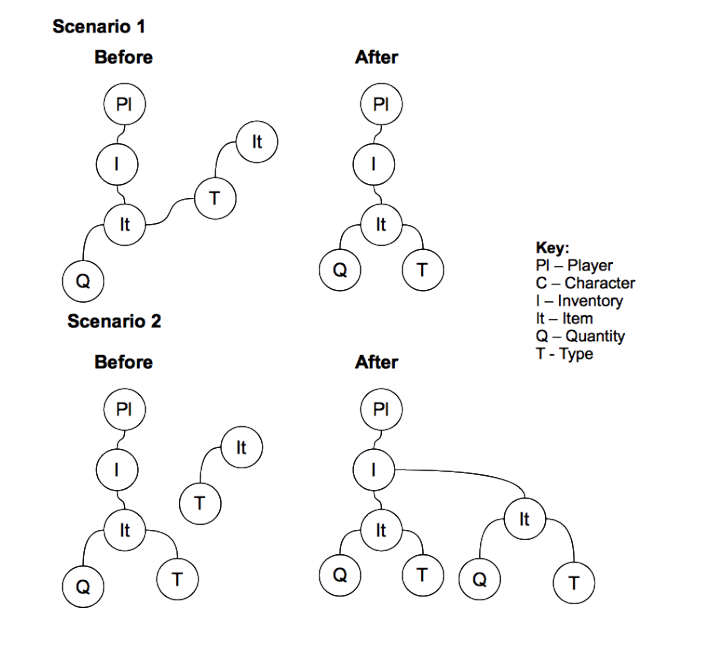 Scenario 1
Before
After
Pl
I
It
T
It
Q
Pl
I
It
Q
T
Key:
Pl – Player
C – Character
I – Inventory
It – Item
Q – Quantity
T - Type
Scenario 2
Before
After
Pl
I
It
Q
T
It
T
Pl
I
It
Q
T
It
Q
T